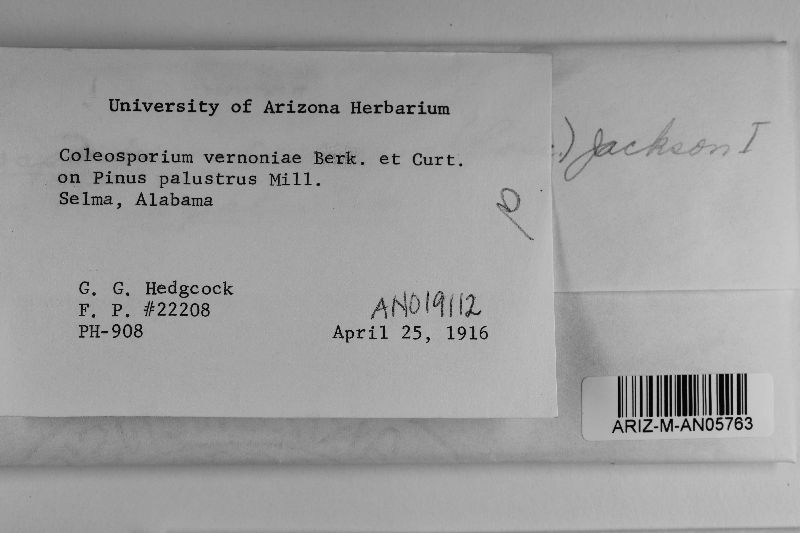 University of Arizona Herbarium
Coleosporium vernoniae Berk. et Curt.
on Pinus palustrus Mill.
Selma, Alabama
G. G. Hedgcock
F. P. #22208
PH-908
AN019112
April 25, 1916
.) Jackson I
ARIZ-M-AN05763